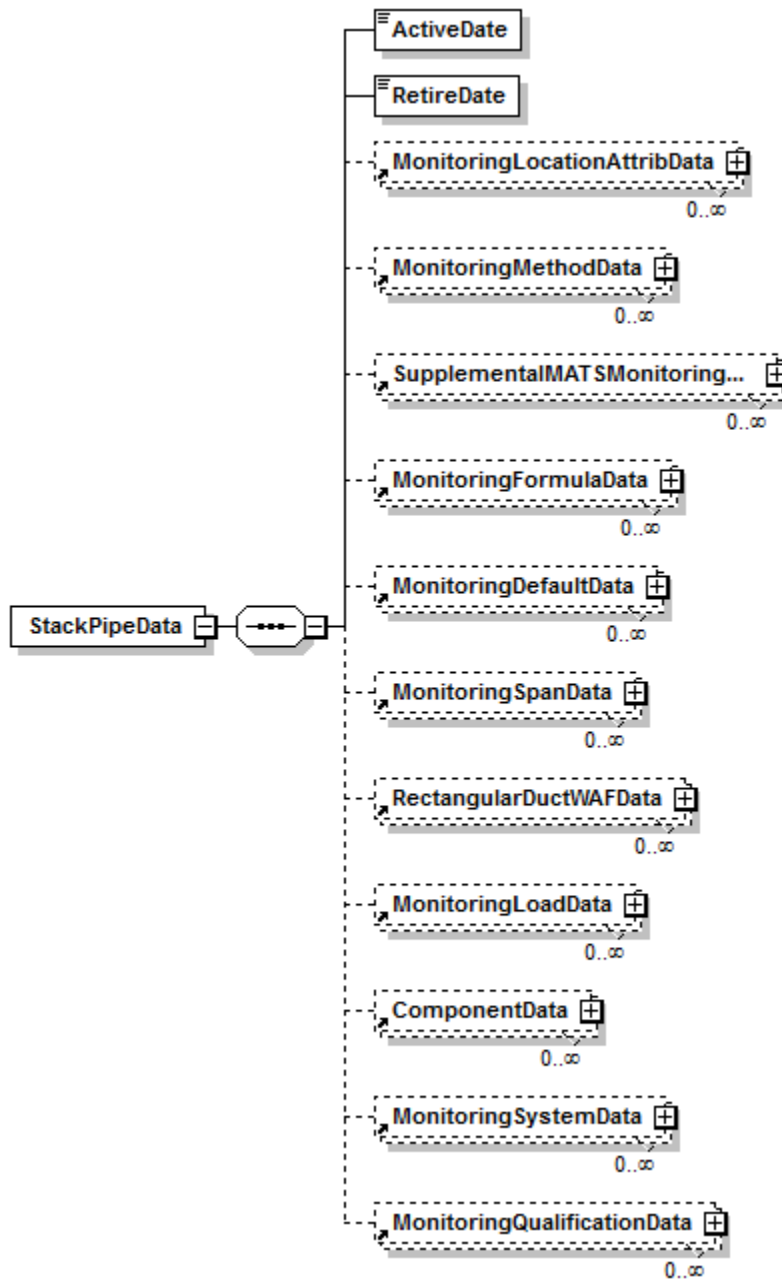 ActiveDate
RetireDate
MonitoringLocationAttribData
0..∞
MonitoringMethodData
0..∞
SupplementalMATSMonitoring...
0..∞
MonitoringFormulaData
0..∞
MonitoringDefaultData
0..∞
StackPipeData
MonitoringSpanData
0..∞
RectangularDuctWAFData
0..∞
MonitoringLoadData
0..∞
ComponentData
0..∞
MonitoringSystemData
0..∞
MonitoringQualificationData
0..∞